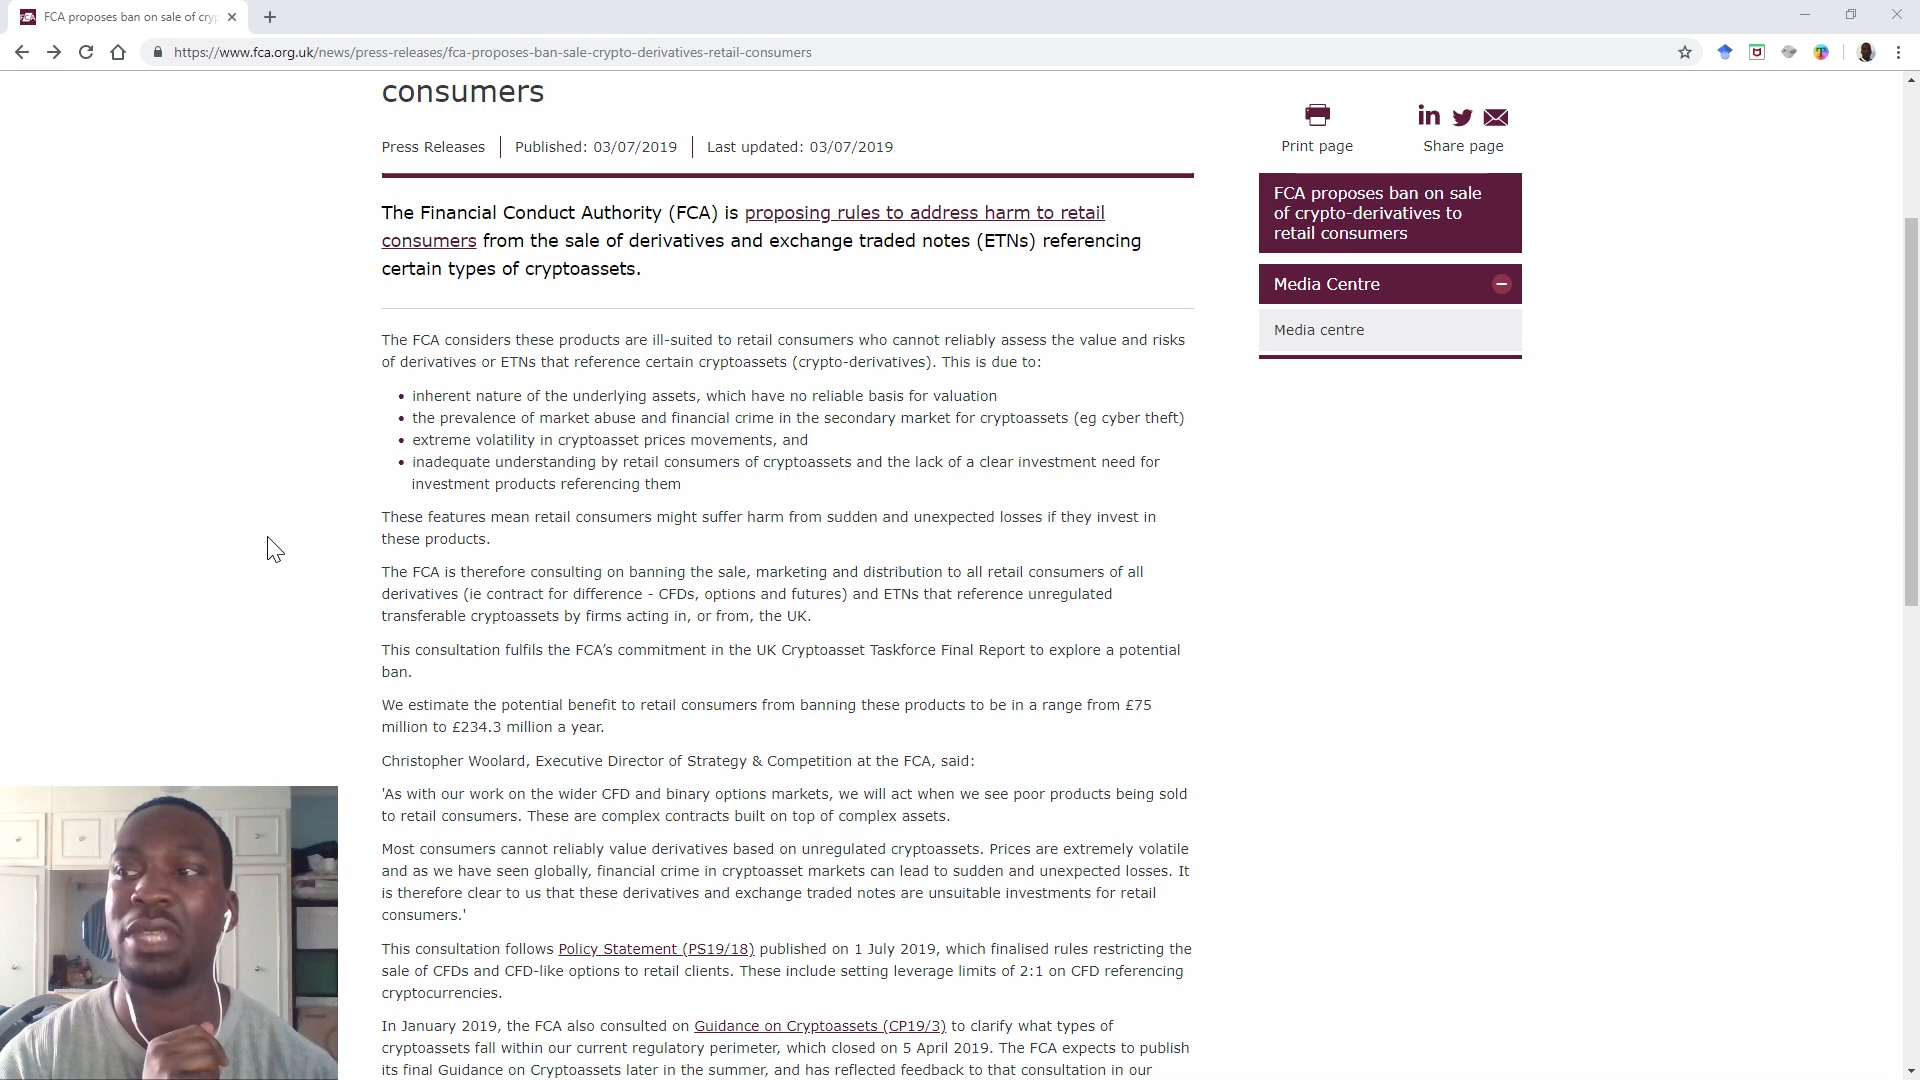 FCA proposes ban on sale of cryp
https://www.fca.org.uk/news/press-releases/fca-proposes-ban-sale-crypto-derivatives-retail-consumers
consumers
Press Releases
Published: 03/07/2019
Last updated: 03/07/2019
The Financial Conduct Authority (FCA) is proposing rules to address harm to retail
consumers from the sale of derivatives and exchange traded notes (ETNs) referencing
certain types of cryptoassets.
The FCA considers these products are ill-suited to retail consumers who cannot reliably assess the value and risks
of derivatives or ETNs that reference certain cryptoassets (crypto-derivatives). This is due to:
• inherent nature of the underlying assets, which have no reliable basis for valuation
• the prevalence of market abuse and financial crime in the secondary market for cryptoassets (eg cyber theft)
• extreme volatility in cryptoasset prices movements, and
• inadequate understanding by retail consumers of cryptoassets and the lack of a clear investment need for
investment products referencing them
These features mean retail consumers might suffer harm from sudden and unexpected losses if they invest in
these products.
The FCA is therefore consulting on banning the sale, marketing and distribution to all retail consumers of all
derivatives (ie contract for difference - CFDs, options and futures) and ETNs that reference unregulated
transferable cryptoassets by firms acting in, or from, the UK.
This consultation fulfils the FCA’s commitment in the UK Cryptoasset Taskforce Final Report to explore a potential
ban.
We estimate the potential benefit to retail consumers from banning these products to be in a range from £75
million to £234.3 million a year.
Christopher Woolard, Executive Director of Strategy & Competition at the FCA, said:
'As with our work on the wider CFD and binary options markets, we will act when we see poor products being sold
to retail consumers. These are complex contracts built on top of complex assets.
Most consumers cannot reliably value derivatives based on unregulated cryptoassets. Prices are extremely volatile
and as we have seen globally, financial crime in cryptoasset markets can lead to sudden and unexpected losses. It
is therefore clear to us that these derivatives and exchange traded notes are unsuitable investments for retail
consumers.'
This consultation follows Policy Statement (PS19/18) published on 1 July 2019, which finalised rules restricting the
sale of CFDs and CFD-like options to retail clients. These include setting leverage limits of 2:1 on CFD referencing
cryptocurrencies.
In January 2019, the FCA also consulted on Guidance on Cryptoassets (CP19/3) to clarify what types of
cryptoassets fall within our current regulatory perimeter, which closed on 5 April 2019. The FCA expects to publish
its final Guidance on Cryptoassets later in the summer, and has reflected feedback to that consultation in our
Print page
Share page
FCA proposes ban on sale
of crypto-derivatives to
retail consumers
Media Centre
Media centre